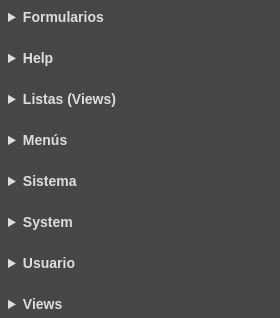 Formularios
Help
Listas (Views)
Menús
Sistema
System
Usuario
Views